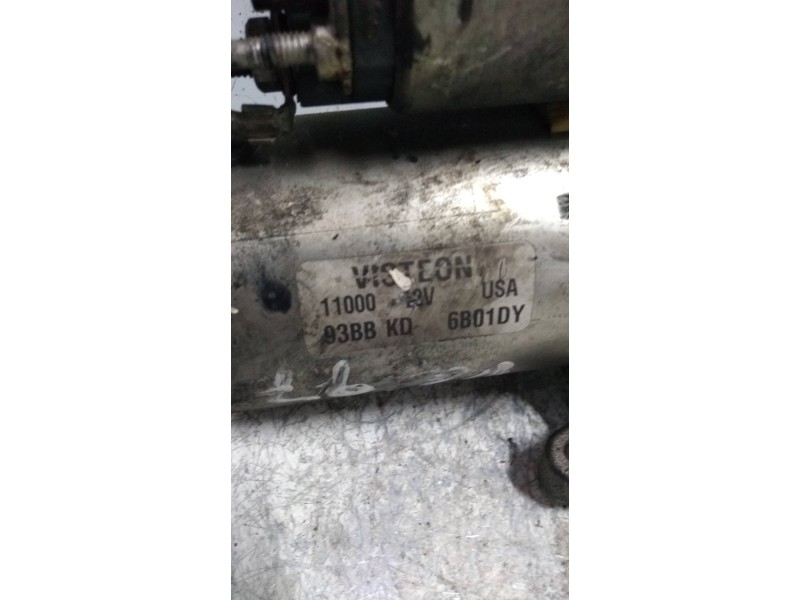 VISTEON
11000 12V USA
93BB KD 6B01DY